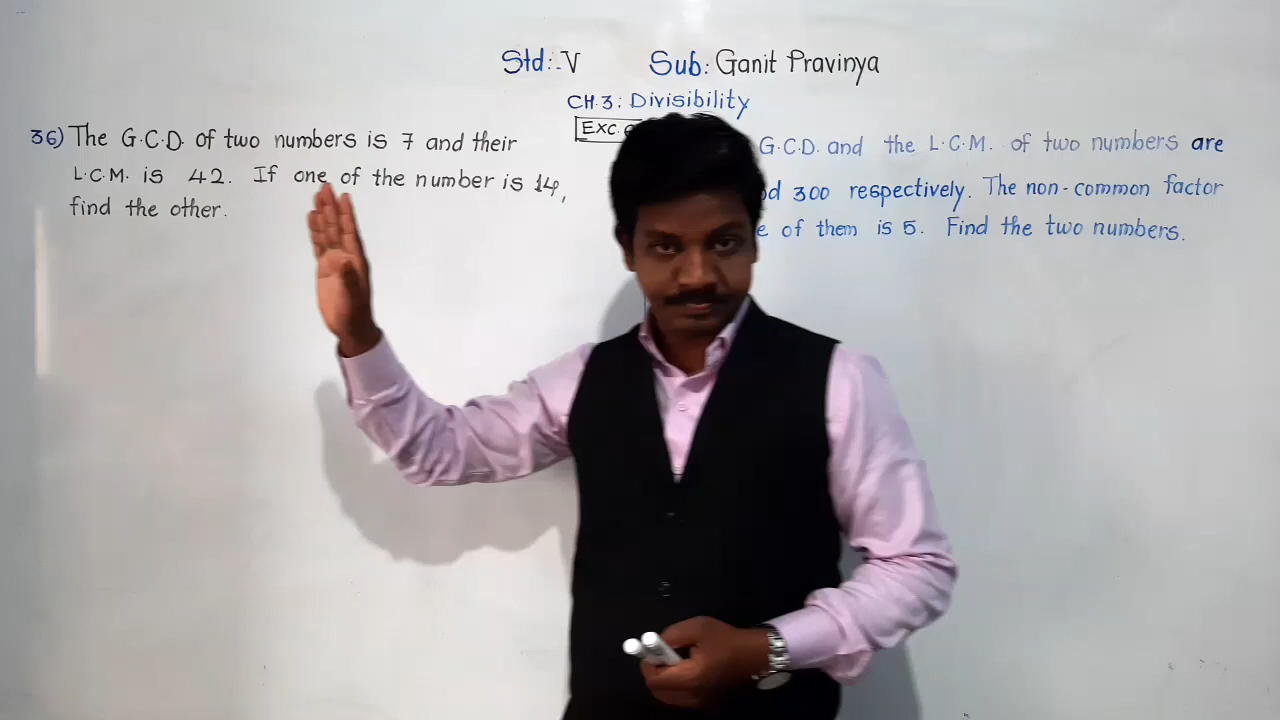 Std:- V Sub: Ganit Pravinya
CH.3: Divisibility
EXC.
36) The G.C.D. of two numbers is 7 and their
L.C.M. is 42. If one of the number is 14,
find the other.
G.C.D. and the L.C.M. of two numbers are
300 respectively. The non-common factor
of them is 5. Find the two numbers.